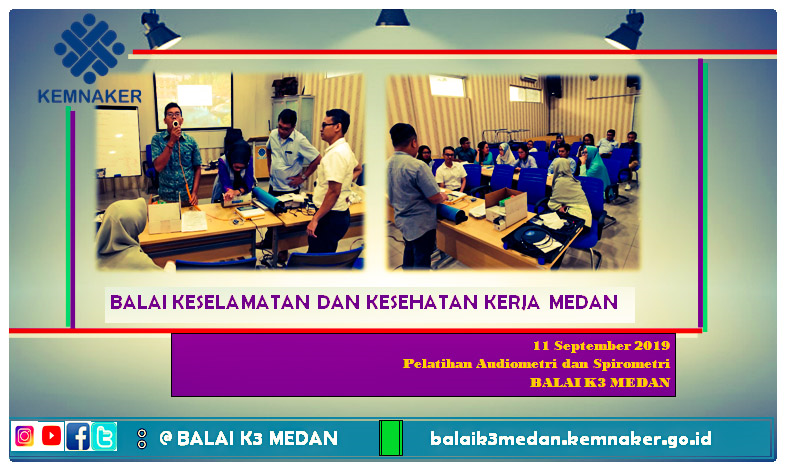 KEMNAKER
BALAI KESELAMATAN DAN KESEHATAN KERJA MEDAN
11 September 2019
Pelatihan Audiometri dan Spirometri
BALAI K3 MEDAN
@ BALAI K3 MEDAN
balaik3medan.kemnaker.go.id